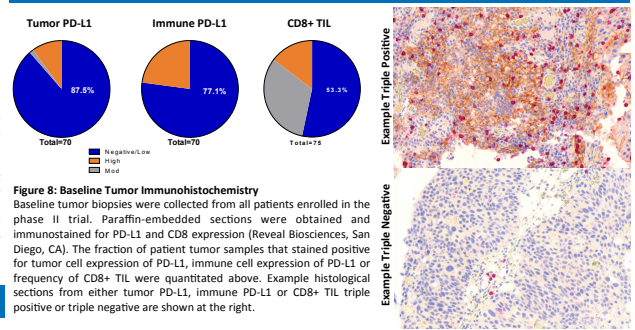 Tumor PD-L1
Immune PD-L1
CD8+ TIL
87.5%
77.1%
53.3%
Total=70
Total=70
Total=75
Negative/Low
High
Mod
Figure 8: Baseline Tumor Immunohistochemistry
Baseline tumor biopsies were collected from all patients enrolled in the
phase II trial. Paraffin-embedded sections were obtained and
immunostained for PD-L1 and CD8 expression (Reveal Biosciences, San
Diego, CA). The fraction of patient tumor samples that stained positive
for tumor cell expression of PD-L1, immune cell expression of PD-L1 or
frequency of CD8+ TIL were quantitated above. Example histological
sections from either tumor PD-L1, immune PD-L1 or CD8+ TIL triple
positive or triple negative are shown at the right.
Example Triple Positive
Example Triple Negative